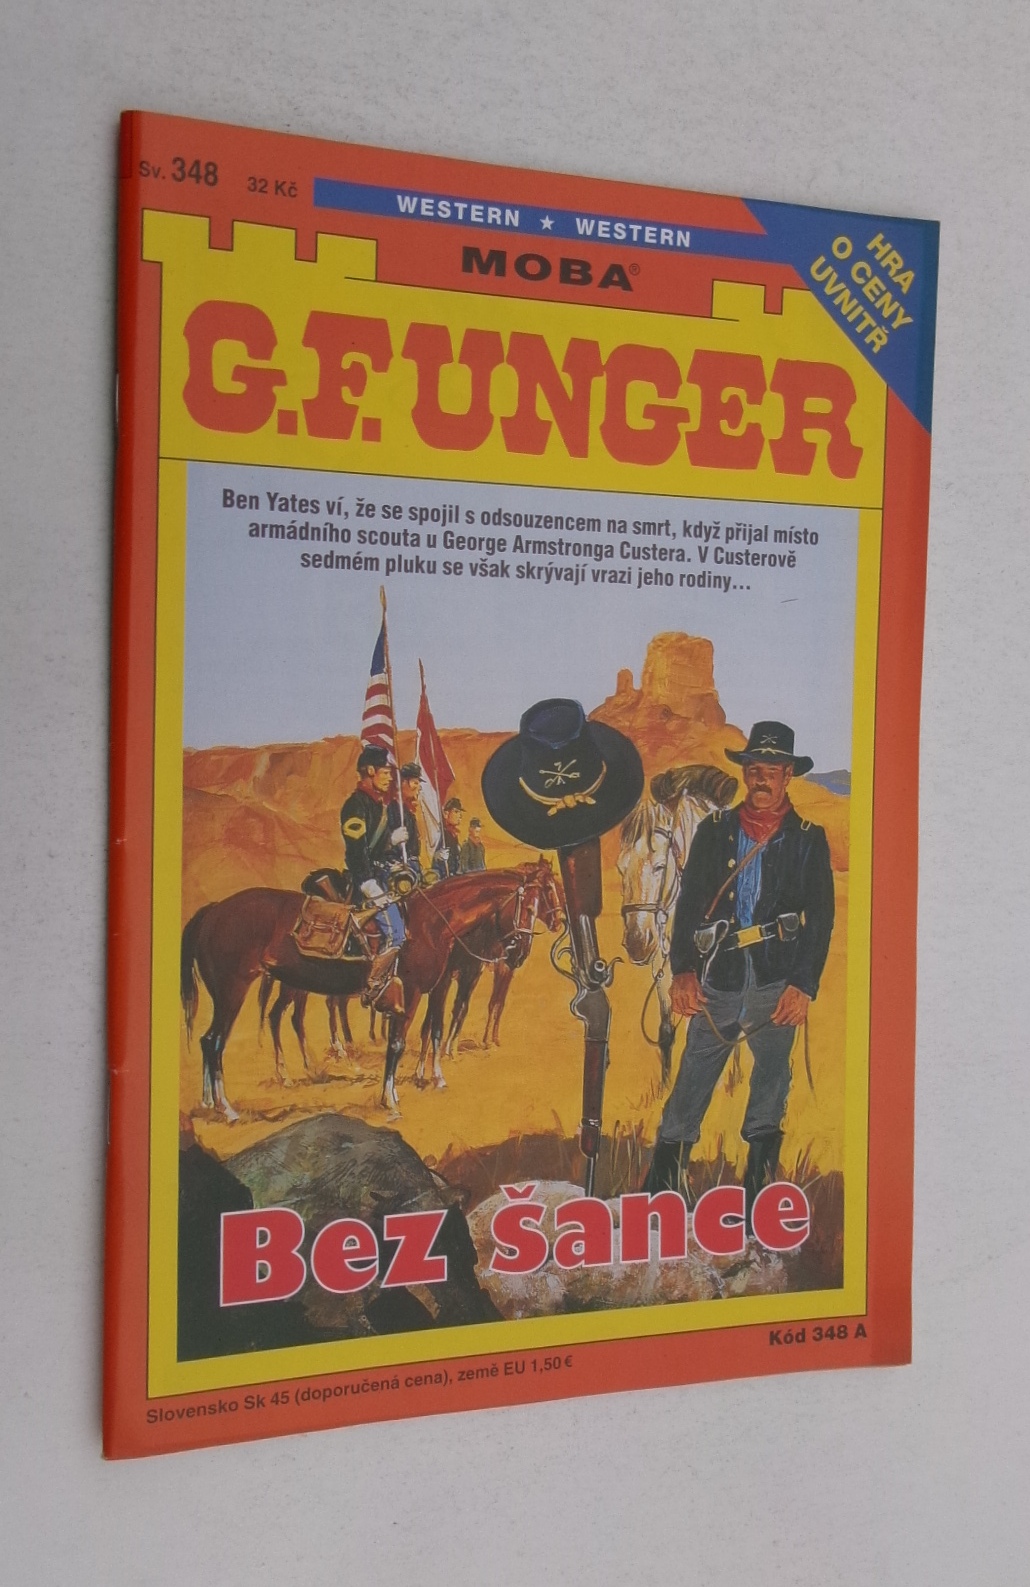 Sv. 348 32 Kč
WESTERN ★ WESTERN
MOBA®
HRA
O CENY
UVNITŘ
G.F. UNGER
Ben Yates ví, že se spojil s odsouzencem na smrt, když přijal místo
armádního scouta u George Armstronga Custera. V Custerově
sedmém pluku se však skrývají vrazi jeho rodiny...
7
Bez šance
Kód 348 A
Slovensko Sk 45 (doporučená cena), země EU 1,50 €